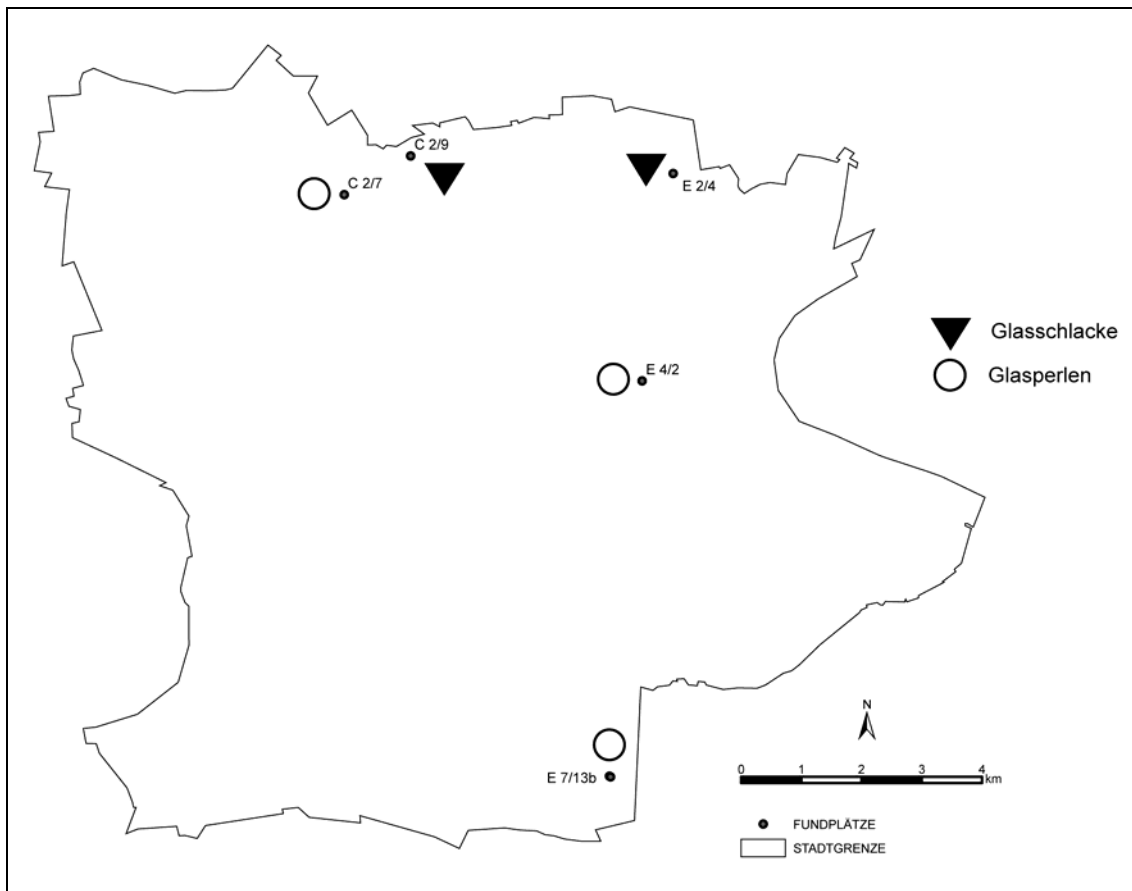 C 2/9
C 2/7
E 2/4
Glasschlacke
E 4/2
Glasperlen
N
E 7/13b
0 1 2 3 4
km
FUNDPLÄTZE
STADTGRENZE